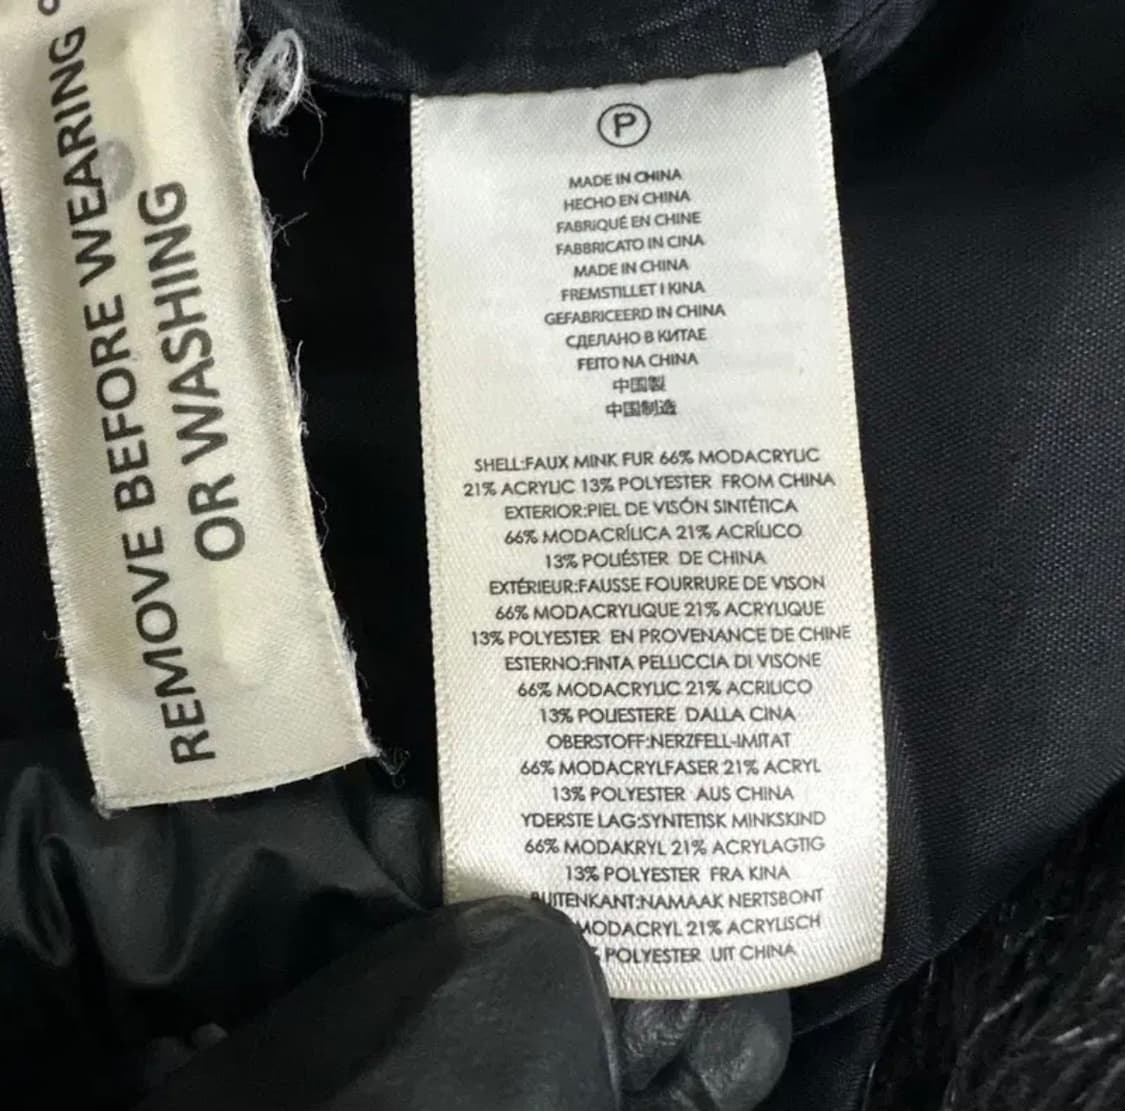 REMOVE BEFORE WEARING
OR WASHING
P
MADE IN CHINA
HECHO EN CHINA
FABRIQUÉ EN CHINE
FABBRICATO IN CINA
MADE IN CHINA
FREMSTILLET I KINA
GEFABRICEERD IN CHINA
СДЕЛАНО В КИТАЕ
FEITO NA CHINA
中国製
中国制造
SHELL:FAUX MINK FUR 66% MODACRYLIC
21% ACRYLIC 13% POLYESTER FROM CHINA
EXTERIOR:PIEL DE VISÓN SINTÉTICA
66% MODACRÍLICA 21% ACRÍLICO
13% POLIÉSTER DE CHINA
EXTÉRIEUR:FAUSSE FOURRURE DE VISON
66% MODACRYLIQUE 21% ACRYLIQUE
13% POLYESTER EN PROVENANCE DE CHINE
ESTERNO:FINTA PELLICCIA DI VISONE
66% MODACRYLIC 21% ACRILICO
13% POLIESTERE DALLA CINA
OBERSTOFF:NERZFELL-IMITAT
66% MODACRYLFASER 21% ACRYL
13% POLYESTER AUS CHINA
YDERSTE LAG:SYNTETISK MINKSKIND
66% MODAKRYL 21% ACRYLAGTIG
13% POLYESTER FRA KINA
BUITENKANT:NAMAAK NERTSBONT
MODACRYL 21% ACRYLISCH
% POLYESTER UIT CHINA